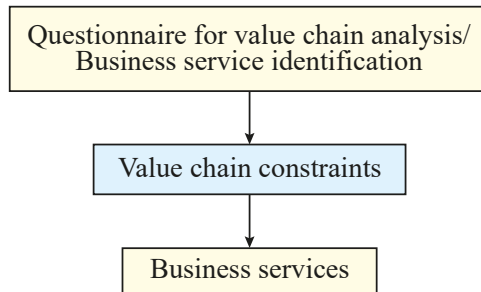 Questionnaire for value chain analysis/
Business service identification
Value chain constraints
Business services